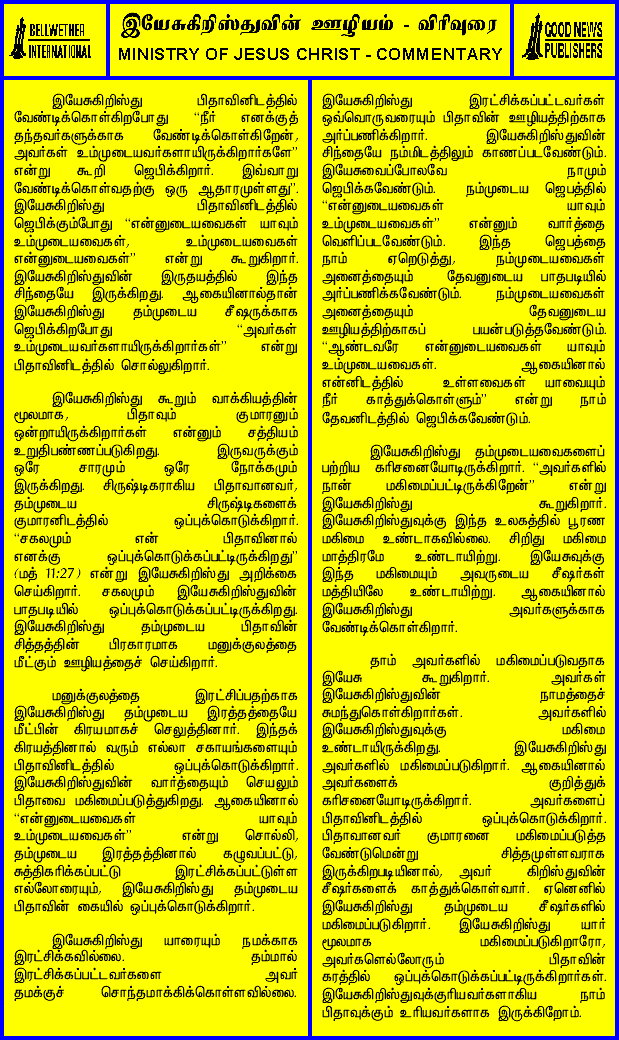 BELLWETHER
INTERNATIONAL
இயேசுகிறிஸ்துவின் ஊழியம் - விரிவுரை
MINISTRY OF JESUS CHRIST - COMMENTARY
GOOD NEWS
PUBLISHERS
இயேசுகிறிஸ்து பிதாவினிடத்தில்
வேண்டிக்கொள்கிறபோது “நீர் எனக்குத்
தந்தவர்களுக்காக வேண்டிக்கொள்கிறேன்,
அவர்கள் உம்முடையவர்களாயிருக்கிறார்களே”
என்று கூறி ஜெபிக்கிறார். இவ்வாறு
வேண்டிக்கொள்வதற்கு ஒரு ஆதாரமுள்ளது”.
இயேசுகிறிஸ்து பிதாவினிடத்தில்
ஜெபிக்கும்போது “என்னுடையவைகள் யாவும்
உம்முடையவைகள், உம்முடையவைகள்
என்னுடையவைகள்” என்று கூறுகிறார்.
இயேசுகிறிஸ்துவின் இருதயத்தில் இந்த
சிந்தையே இருக்கிறது. ஆகையினால்தான்
இயேசுகிறிஸ்து தம்முடைய சீஷருக்காக
ஜெபிக்கிறபோது “அவர்கள்
உம்முடையவர்களாயிருக்கிறார்கள்” என்று
பிதாவினிடத்தில் சொல்லுகிறார்.
இயேசுகிறிஸ்து கூறும் வாக்கியத்தின்
மூலமாக, பிதாவும் குமாரனும்
ஒன்றாயிருக்கிறார்கள் என்னும் சத்தியம்
உறுதிபண்ணப்படுகிறது. இருவருக்கும்
ஒரே சாரமும் ஒரே நோக்கமும்
இருக்கிறது. சிருஷ்டிகராகிய பிதாவானவர்,
தம்முடைய சிருஷ்டிகளைக்
குமாரனிடத்தில் ஒப்புக்கொடுக்கிறார்.
“சகலமும் என் பிதாவினால்
எனக்கு ஒப்புக்கொடுக்கப்பட்டிருக்கிறது”
(மத் 11:27) என்று இயேசுகிறிஸ்து அறிக்கை
செய்கிறார். சகலமும் இயேசுகிறிஸ்துவின்
பாதபடியில் ஒப்புக்கொடுக்கப்பட்டிருக்கிறது.
இயேசுகிறிஸ்து தம்முடைய பிதாவின்
சித்தத்தின் பிரகாரமாக மனுக்குலத்தை
மீட்கும் ஊழியத்தைச் செய்கிறார்.
மனுக்குலத்தை இரட்சிப்பதற்காக
இயேசுகிறிஸ்து தம்முடைய இரத்தத்தையே
மீட்பின் கிரயமாகச் செலுத்தினார். இந்தக்
கிரயத்தினால் வரும் எல்லா சகாயங்களையும்
பிதாவினிடத்தில் ஒப்புக்கொடுக்கிறார்.
இயேசுகிறிஸ்துவின் வார்த்தையும் செயலும்
பிதாவை மகிமைப்படுத்துகிறது. ஆகையினால்
“என்னுடையவைகள் யாவும்
உம்முடையவைகள்” என்று சொல்லி,
தம்முடைய இரத்தத்தினால் கழுவப்பட்டு,
சுத்திகரிக்கப்பட்டு இரட்சிக்கப்பட்டுள்ள
எல்லோரையும், இயேசுகிறிஸ்து தம்முடைய
பிதாவின் கையில் ஒப்புக்கொடுக்கிறார்.
இயேசுகிறிஸ்து யாரையும் நமக்காக
இரட்சிக்கவில்லை. தம்மால்
இரட்சிக்கப்பட்டவர்களை அவர்
தமக்குச் சொந்தமாக்கிக்கொள்ளவில்லை.
இயேசுகிறிஸ்து இரட்சிக்கப்பட்டவர்கள்
ஒவ்வொருவரையும் பிதாவின் ஊழியத்திற்காக
அர்ப்பணிக்கிறார். இயேசுகிறிஸ்துவின்
சிந்தையே நம்மிடத்திலும் காணப்படவேண்டும்.
இயேசுவைப்போலவே நாமும்
ஜெபிக்கவேண்டும். நம்முடைய ஜெபத்தில்
“என்னுடையவைகள் யாவும்
உம்முடையவைகள்” என்னும் வார்த்தை
வெளிப்படவேண்டும். இந்த ஜெபத்தை
நாம் ஏறெடுத்து, நம்முடையவைகள்
அனைத்தையும் தேவனுடைய பாதபடியில்
அர்ப்பணிக்கவேண்டும். நம்முடையவைகள்
அனைத்தையும் தேவனுடைய
ஊழியத்திற்காகப் பயன்படுத்தவேண்டும்.
“ஆண்டவரே என்னுடையவைகள் யாவும்
உம்முடையவைகள். ஆகையினால்
என்னிடத்தில் உள்ளவைகள் யாவையும்
நீர் காத்துக்கொள்ளும்” என்று நாம்
தேவனிடத்தில் ஜெபிக்கவேண்டும்.
இயேசுகிறிஸ்து தம்முடையவைகளைப்
பற்றிய கரிசனையோடிருக்கிறார். “அவர்களில்
நான் மகிமைப்பட்டிருக்கிறேன்” என்று
இயேசுகிறிஸ்து கூறுகிறார்.
இயேசுகிறிஸ்துவுக்கு இந்த உலகத்தில் பூரண
மகிமை உண்டாகவில்லை. சிறிது மகிமை
மாத்திரமே உண்டாயிற்று. இயேசுவுக்கு
இந்த மகிமையும் அவருடைய சீஷர்கள்
மத்தியிலே உண்டாயிற்று. ஆகையினால்
இயேசுகிறிஸ்து அவர்களுக்காக
வேண்டிக்கொள்கிறார்.
தாம் அவர்களில் மகிமைப்படுவதாக
இயேசு கூறுகிறார். அவர்கள்
இயேசுகிறிஸ்துவின் நாமத்தைச்
சுமந்துகொள்கிறார்கள். அவர்களில்
இயேசுகிறிஸ்துவுக்கு மகிமை
உண்டாயிருக்கிறது. இயேசுகிறிஸ்து
அவர்களில் மகிமைப்படுகிறார். ஆகையினால்
அவர்களைக் குறித்துக்
கரிசனையோடிருக்கிறார். அவர்களைப்
பிதாவினிடத்தில் ஒப்புக்கொடுக்கிறார்.
பிதாவானவர் குமாரனை மகிமைப்படுத்த
வேண்டுமென்று சித்தமுள்ளவராக
இருக்கிறபடியினால், அவர் கிறிஸ்துவின்
சீஷர்களைக் காத்துக்கொள்வார். ஏனெனில்
இயேசுகிறிஸ்து தம்முடைய சீஷர்களில்
மகிமைப்படுகிறார். இயேசுகிறிஸ்து யார்
மூலமாக மகிமைப்படுகிறாரோ,
அவர்களெல்லோரும் பிதாவின்
கரத்தில் ஒப்புக்கொடுக்கப்பட்டிருக்கிறார்கள்.
இயேசுகிறிஸ்துவுக்குரியவர்களாகிய நாம்
பிதாவுக்கும் உரியவர்களாக இருக்கிறோம்.